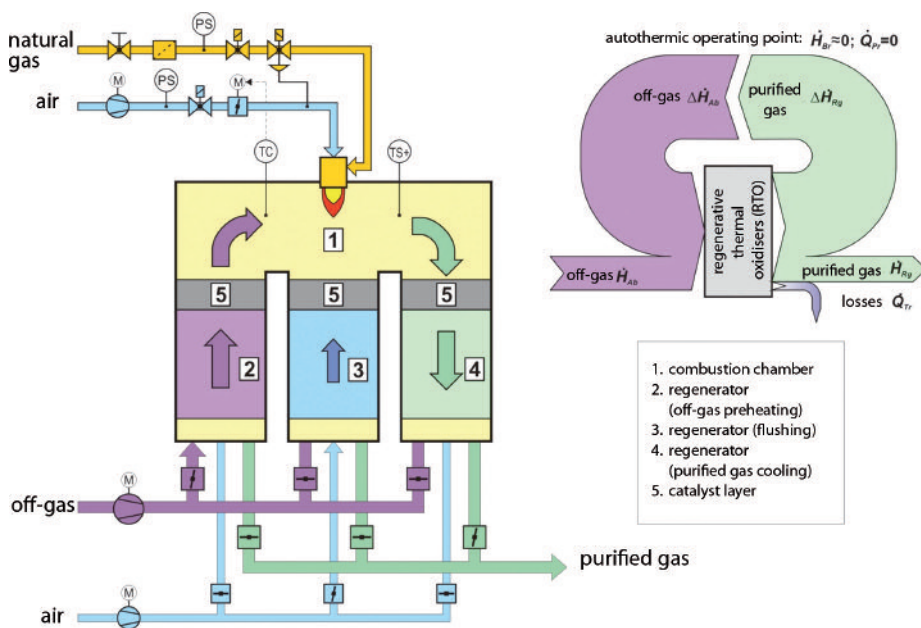 natural
gas
PS
air
M
PS
M
TC
TS+
1
5
5
5
2
3
4
off-gas
M
purified gas
air
M
autothermic operating point: Ḣ_Br≈0; Q̇_Pr=0
off-gas ΔḢ_Ab
purified
gas
ΔḢ_Rg
regenerative
thermal
oxidisers (RTO)
off-gas Ḣ_Ab
purified gas Ḣ_Rg
losses Q̇_Tr
1. combustion chamber
2. regenerator
(off-gas preheating)
3. regenerator (flushing)
4. regenerator
(purified gas cooling)
5. catalyst layer